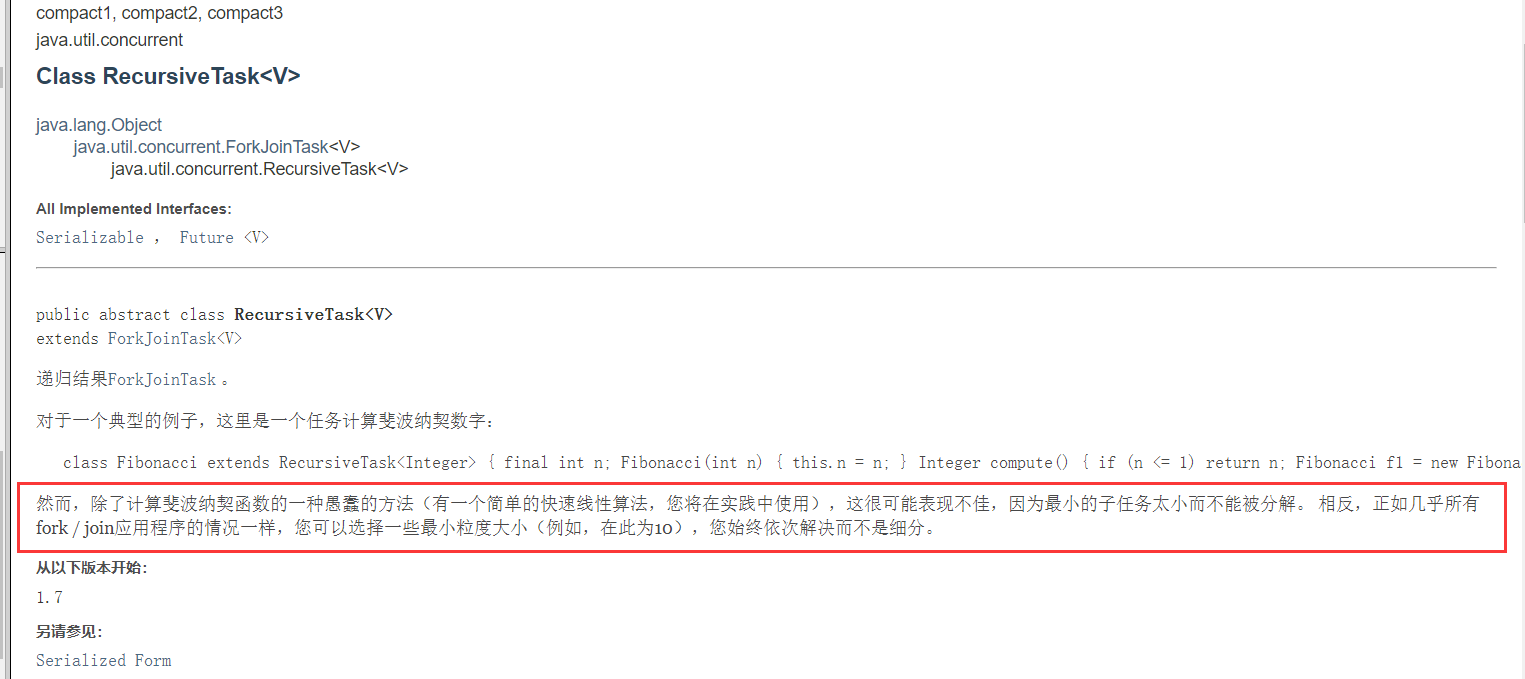 compact1, compact2, compact3
java.util.concurrent
Class RecursiveTask<V>
java.lang.Object
java.util.concurrent.ForkJoinTask<V>
java.util.concurrent.RecursiveTask<V>
All Implemented Interfaces:
Serializable ， Future <V>
public abstract class RecursiveTask<V>
extends ForkJoinTask<V>
递归结果ForkJoinTask 。
对于一个典型的例子，这里是一个任务计算斐波纳契数字：
class Fibonacci extends RecursiveTask<Integer> { final int n; Fibonacci(int n) { this.n = n; } Integer compute() { if (n <= 1) return n; Fibonacci f1 = new Fibona
然而，除了计算斐波纳契函数的一种愚蠢的方法（有一个简单的快速线性算法，您将在实践中使用），这很可能表现不佳，因为最小的子任务太小而不能被分解。 相反，正如几乎所有
fork / join应用程序的情况一样，您可以选择一些最小粒度大小（例如，在此为10），您始终依次解决而不是细分。
从以下版本开始：
1.7
另请参见：
Serialized Form